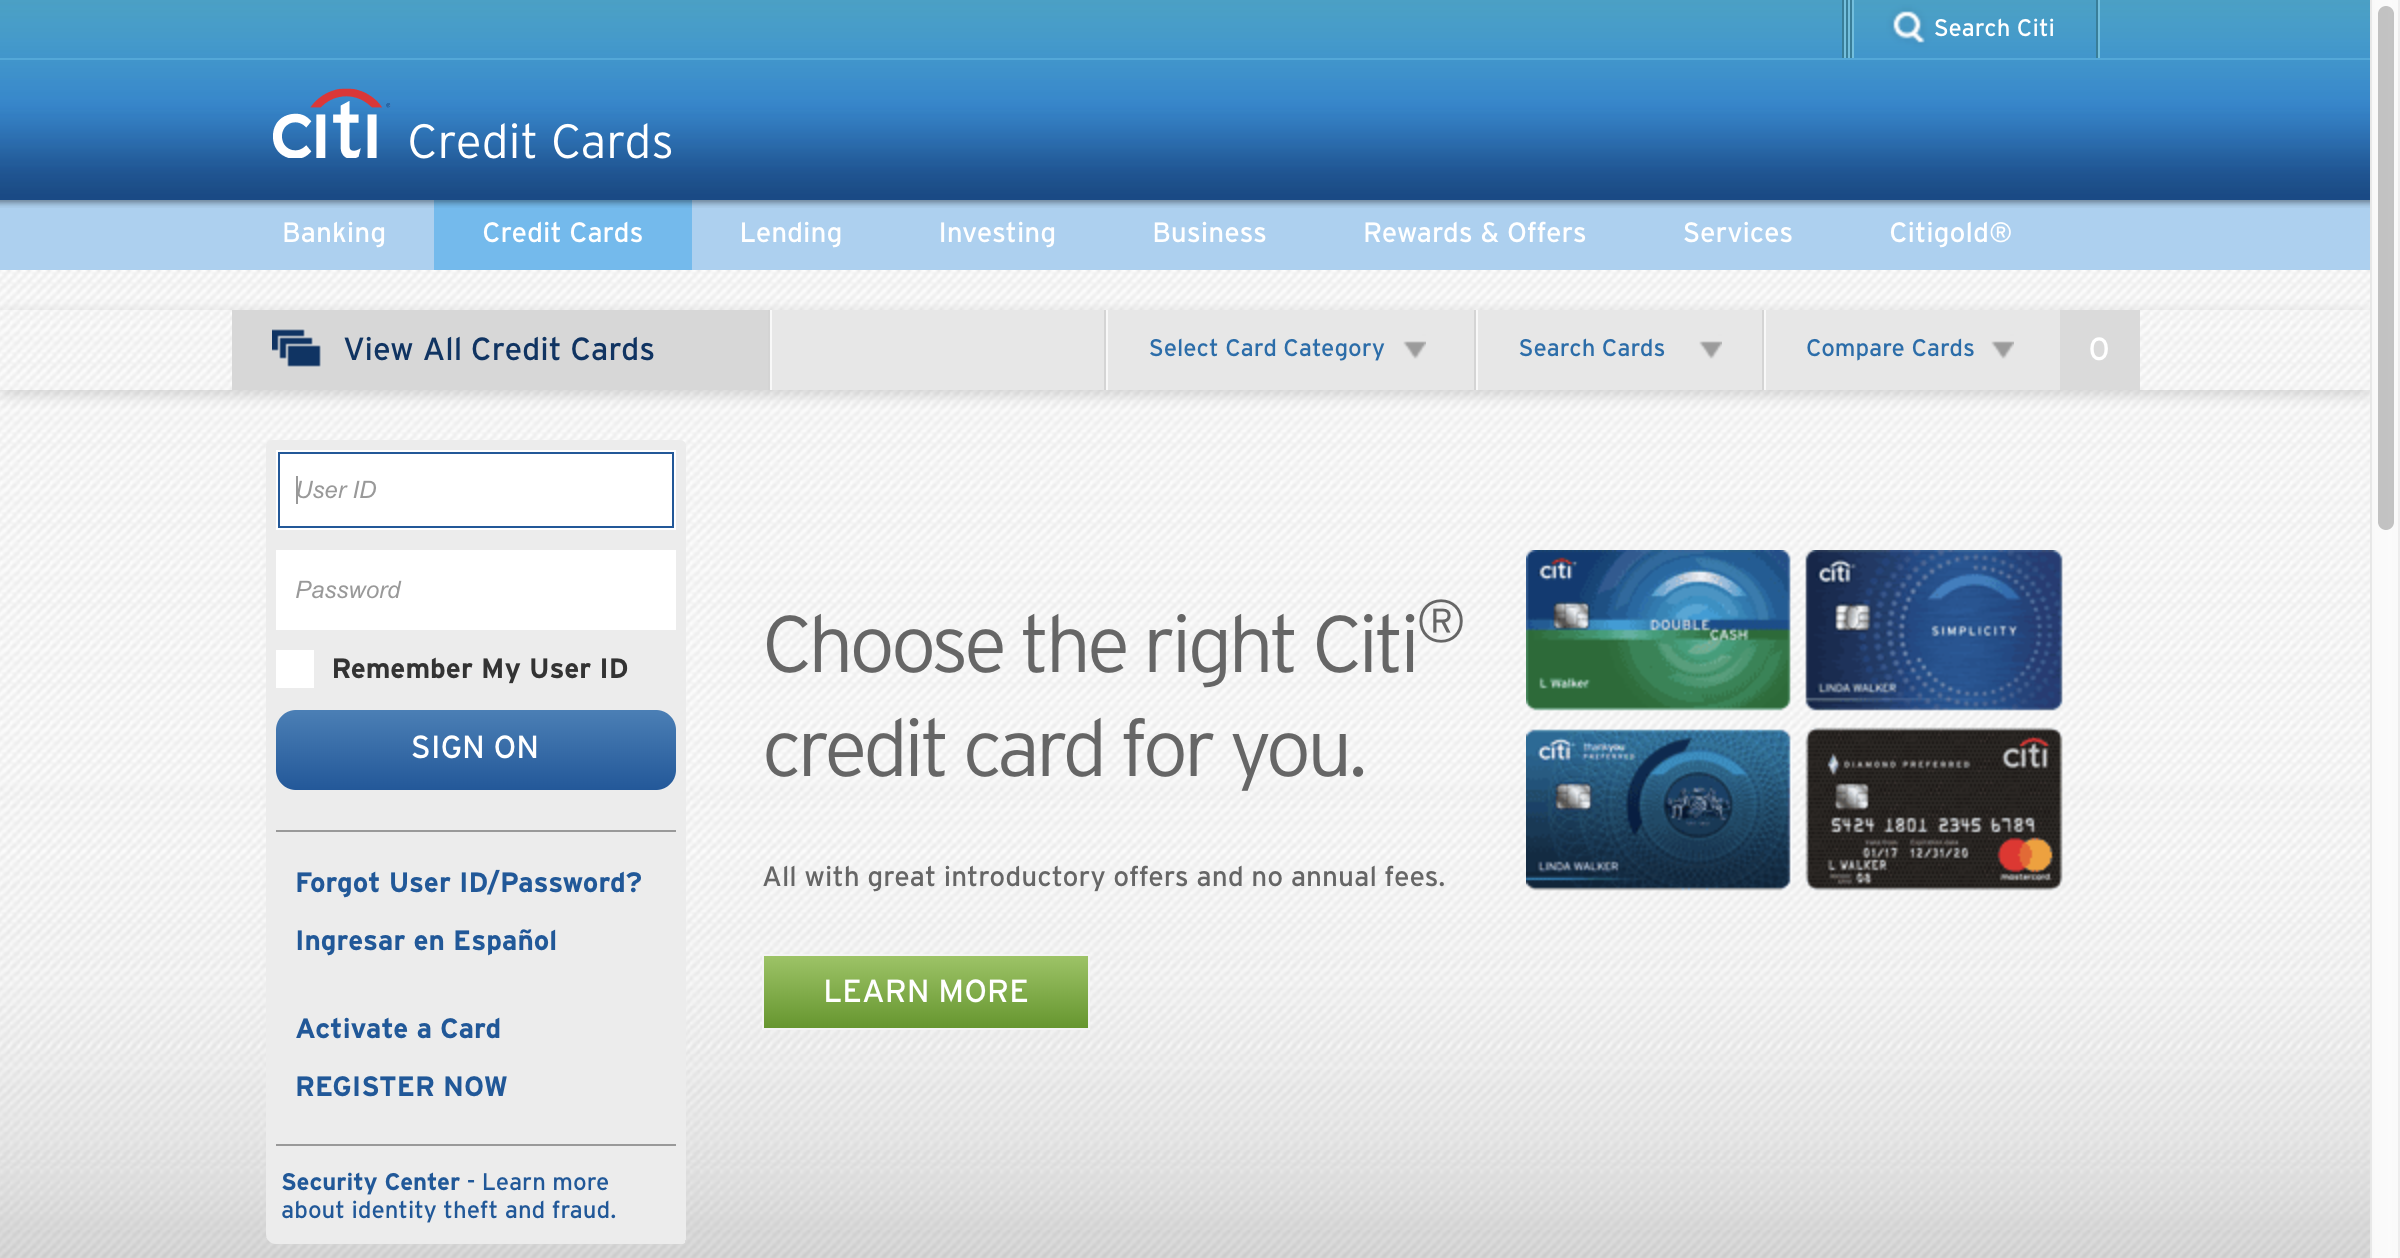 Search Citi
citi Credit Cards
Banking
Credit Cards
Lending
Investing
Business
Rewards & Offers
Services
Citigold®
View All Credit Cards
Select Card Category
Search Cards
Compare Cards
0
User ID
Password
Remember My User ID
SIGN ON
Forgot User ID/Password?
Ingresar en Español
Activate a Card
REGISTER NOW
Security Center - Learn more
about identity theft and fraud.
Choose the right Citi®
credit card for you.
All with great introductory offers and no annual fees.
LEARN MORE
citi
DOUBLE
CASH
L Walker
citi
SIMPLICITY
LINDA WALKER
citi thankyou
PREFERRED
LINDA WALKER
DIAMOND PREFERRED citi
5424 1801 2345 6789
01/17 12/31/20
L WALKER
mastercard